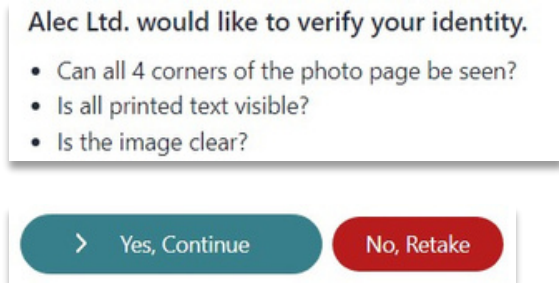 Alec Ltd. would like to verify your identity.
• Can all 4 corners of the photo page be seen?
• Is all printed text visible?
• Is the image clear?
Yes, Continue
No, Retake